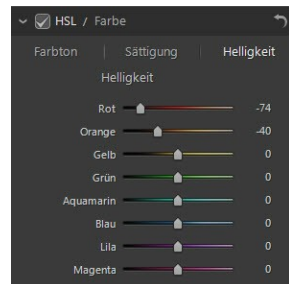 HSL / Farbe
Farbton | Sättigung | Helligkeit
Helligkeit
Rot -74
Orange -40
Gelb 0
Grün 0
Aquamarin 0
Blau 0
Lila 0
Magenta 0